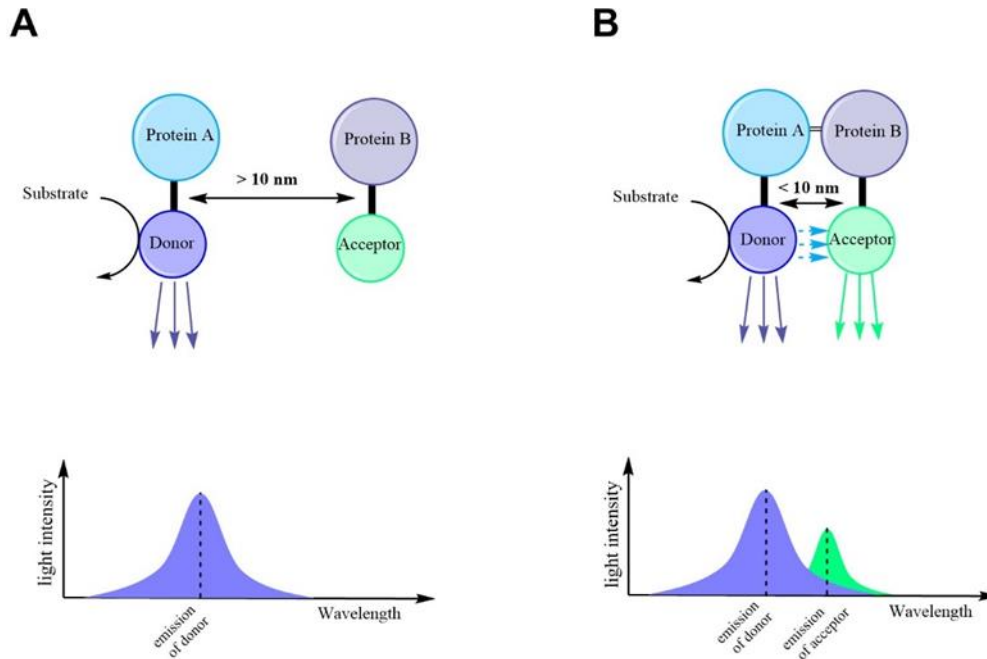 A
Protein A
Protein B
> 10 nm
Substrate
Donor
Acceptor
light intensity
Wavelength
emission
of donor
B
Protein A
Protein B
< 10 nm
Substrate
Donor
Acceptor
light intensity
Wavelength
emission
of donor
emission
of acceptor